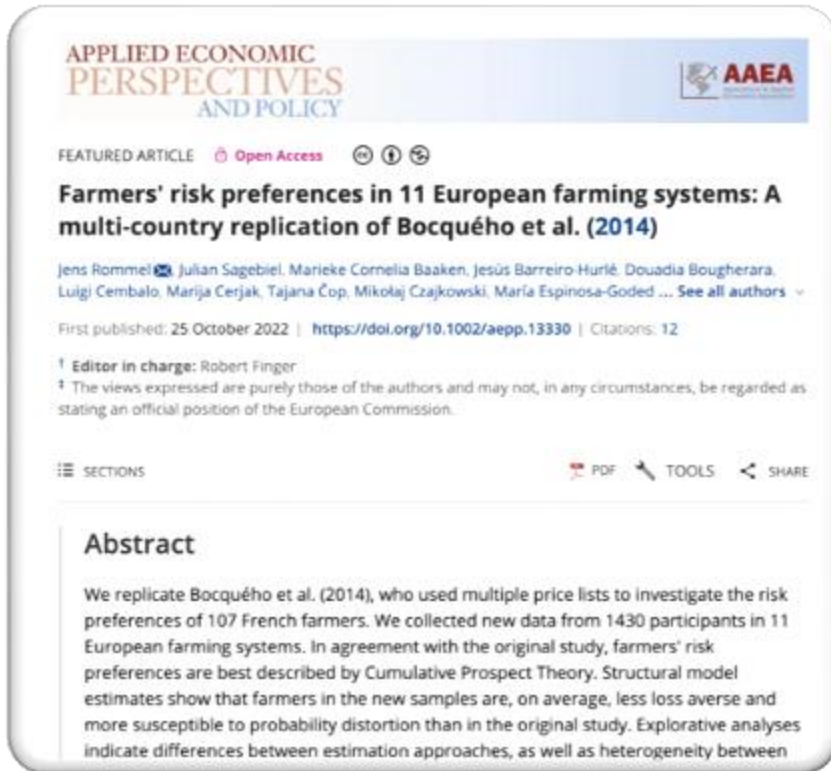 APPLIED ECONOMIC
PERSPECTIVES
AND POLICY
AAEA
FEATURED ARTICLE Open Access
Farmers' risk preferences in 11 European farming systems: A
multi-country replication of Bocquého et al. (2014)
Jens Rommel, Julian Sagebiel, Marieke Cornelia Baaken, Jesús Barreiro-Hurlé, Douadia Bougherara,
Luigi Cembalo, Marija Cerjak, Tajana Čop, Mikołaj Czajkowski, María Espinosa-Goded ... See all authors
First published: 25 October 2022 | https://doi.org/10.1002/aepp.13330 | Citations: 12
† Editor in charge: Robert Finger
‡ The views expressed are purely those of the authors and may not, in any circumstances, be regarded as
stating an official position of the European Commission.
SECTIONS PDF TOOLS SHARE
Abstract
We replicate Bocquého et al. (2014), who used multiple price lists to investigate the risk
preferences of 107 French farmers. We collected new data from 1430 participants in 11
European farming systems. In agreement with the original study, farmers' risk
preferences are best described by Cumulative Prospect Theory. Structural model
estimates show that farmers in the new samples are, on average, less loss averse and
more susceptible to probability distortion than in the original study. Explorative analyses
indicate differences between estimation approaches, as well as heterogeneity between